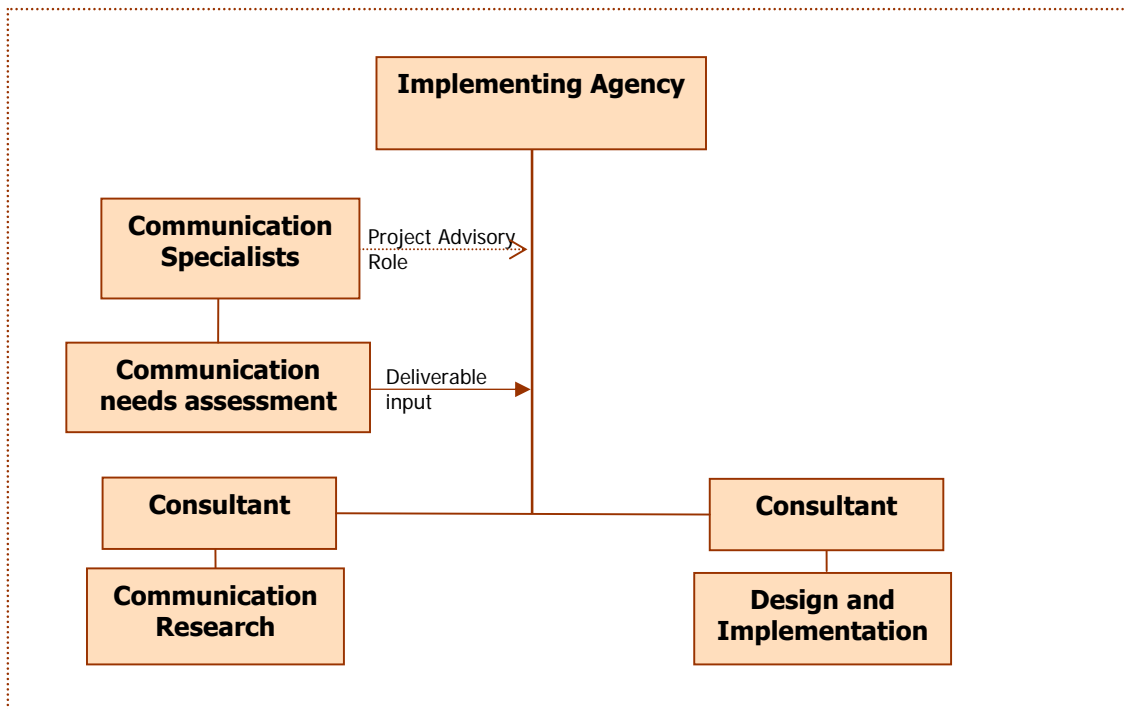 Implementing Agency
Communication
Specialists
Project Advisory
Role
Communication
needs assessment
Deliverable
input
Consultant
Consultant
Communication
Research
Design and
Implementation